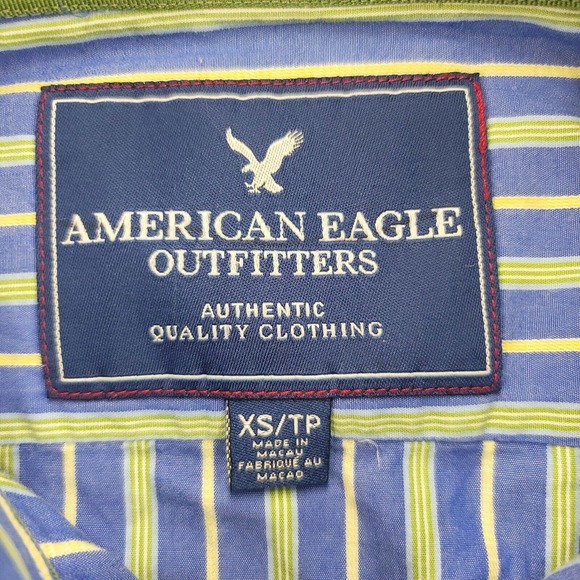 AMERICAN EAGLE
OUTFITTERS
AUTHENTIC
QUALITY CLOTHING
XS/TP
MADE IN
MACAU
FABRIQUÉ AU
MACAO